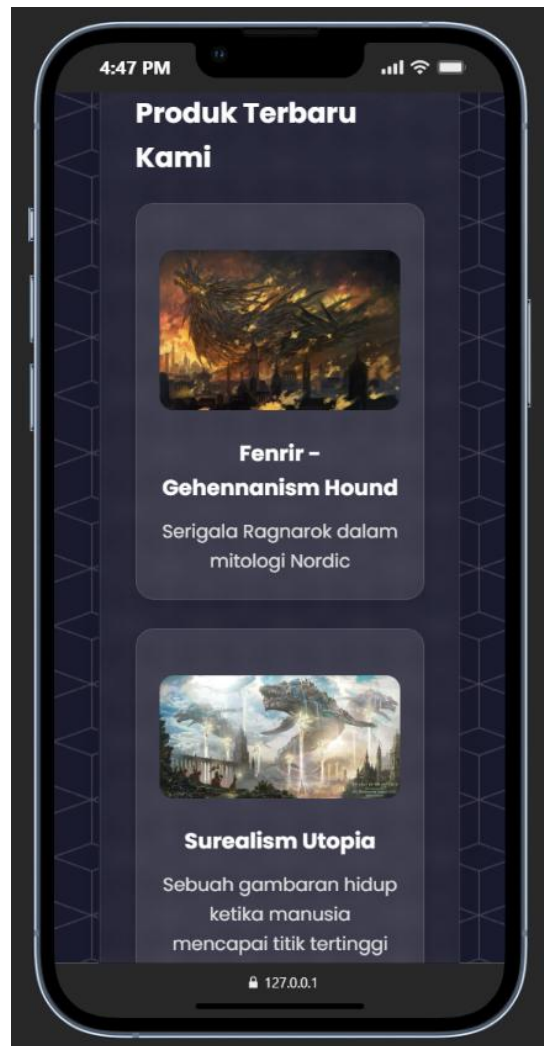 4:47 PM
Produk Terbaru
Kami
Fenrir -
Gehennanism Hound
Serigala Ragnarok dalam
mitologi Nordic
Surealism Utopia
Sebuah gambaran hidup
ketika manusia
mencapai titik tertinggi
127.0.0.1